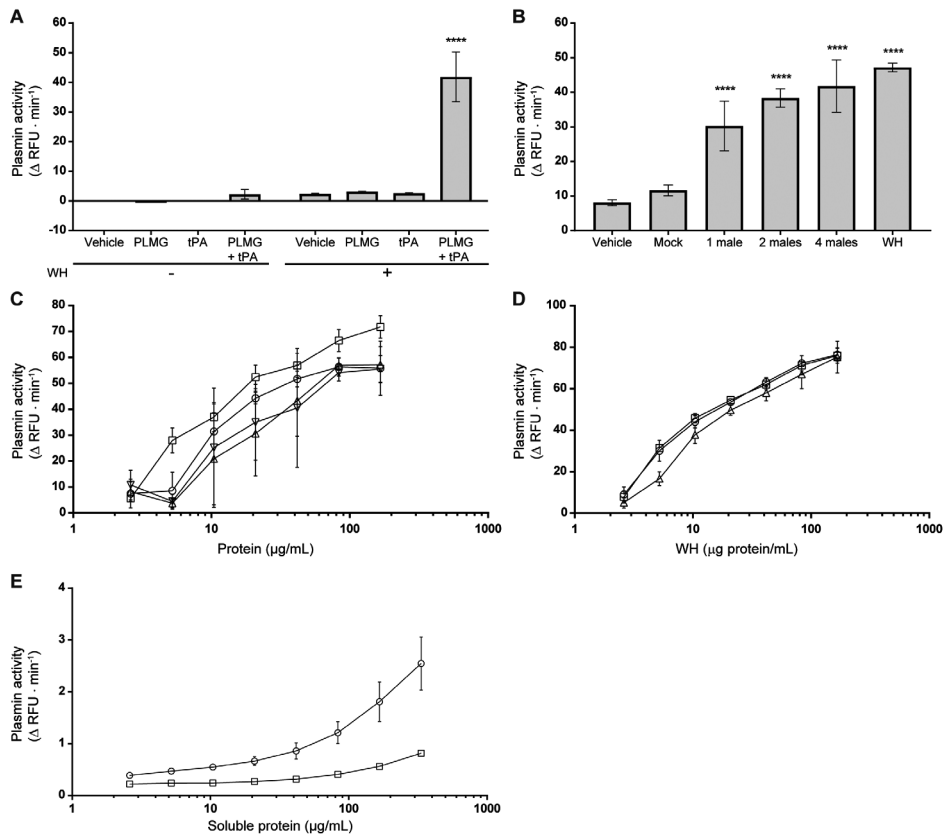 A
Plasmin activity
(Δ RFU · min⁻¹)
60
50
40
30
20
10
0
-10
****
Vehicle PLMG tPA PLMG + tPA Vehicle PLMG tPA PLMG + tPA
WH - +
B
Plasmin activity
(Δ RFU · min⁻¹)
60
50
40
30
20
10
0
**** **** **** ****
Vehicle Mock 1 male 2 males 4 males WH
C
Plasmin activity
(Δ RFU · min⁻¹)
80
70
60
50
40
30
20
10
0
1 10 100 1000
Protein (µg/mL)
D
Plasmin activity
(Δ RFU · min⁻¹)
100
80
60
40
20
0
1 10 100 1000
WH (µg protein/mL)
E
Plasmin activity
(Δ RFU · min⁻¹)
4
3
2
1
0
1 10 100 1000
Soluble protein (µg/mL)